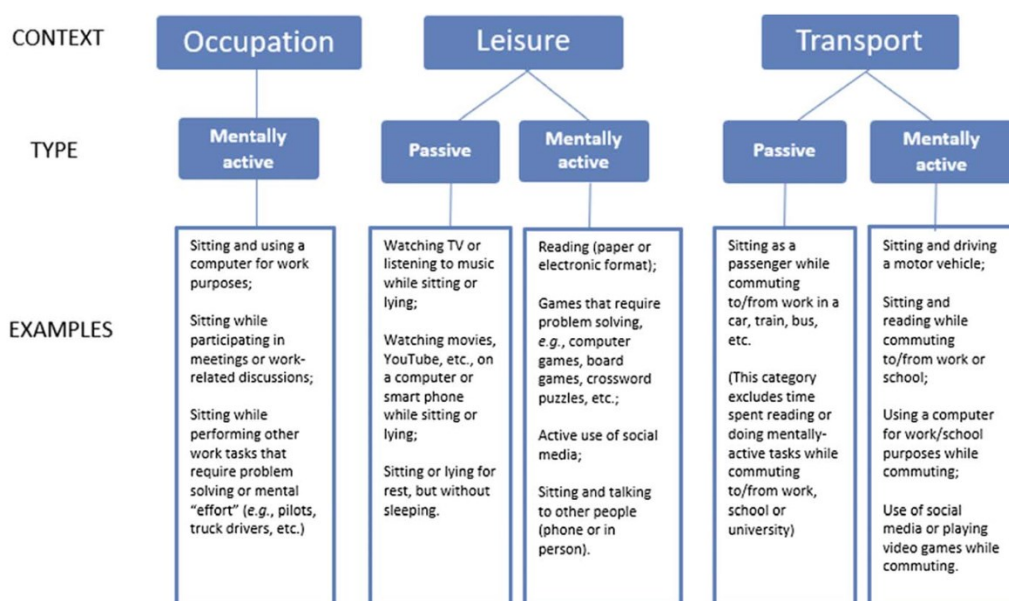 CONTEXT
Occupation
Leisure
Transport
TYPE
Mentally
active
Passive
Mentally
active
Passive
Mentally
active
EXAMPLES
Sitting and using a
computer for work
purposes;
Sitting while
participating in
meetings or work-
related discussions;
Sitting while
performing other
work tasks that
require problem
solving or mental
“effort” (e.g., pilots,
truck drivers, etc.)
Watching TV or
listening to music
while sitting or
lying;
Watching movies,
YouTube, etc., on
a computer or
smart phone
while sitting or
lying;
Sitting or lying for
rest, but without
sleeping.
Reading (paper or
electronic format);
Games that require
problem solving,
e.g., computer
games, board
games, crossword
puzzles, etc.;
Active use of social
media;
Sitting and talking
to other people
(phone or in
person).
Sitting as a
passenger while
commuting
to/from work in a
car, train, bus,
etc.
(This category
excludes time
spent reading or
doing mentally-
active tasks while
commuting
to/from work,
school or
university)
Sitting and driving
a motor vehicle;
Sitting and
reading while
commuting
to/from work or
school;
Using a computer
for work/school
purposes while
commuting;
Use of social
media or playing
video games while
commuting.